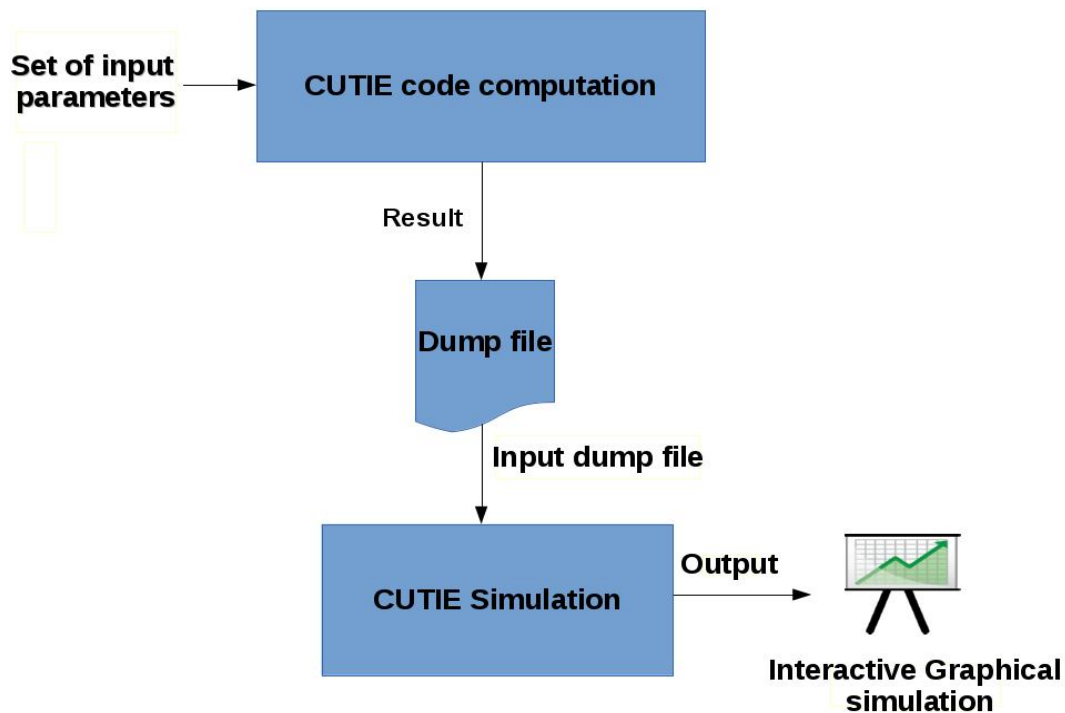 Set of input
parameters
CUTIE code computation
Result
Dump file
Input dump file
CUTIE Simulation
Output
Interactive Graphical
simulation